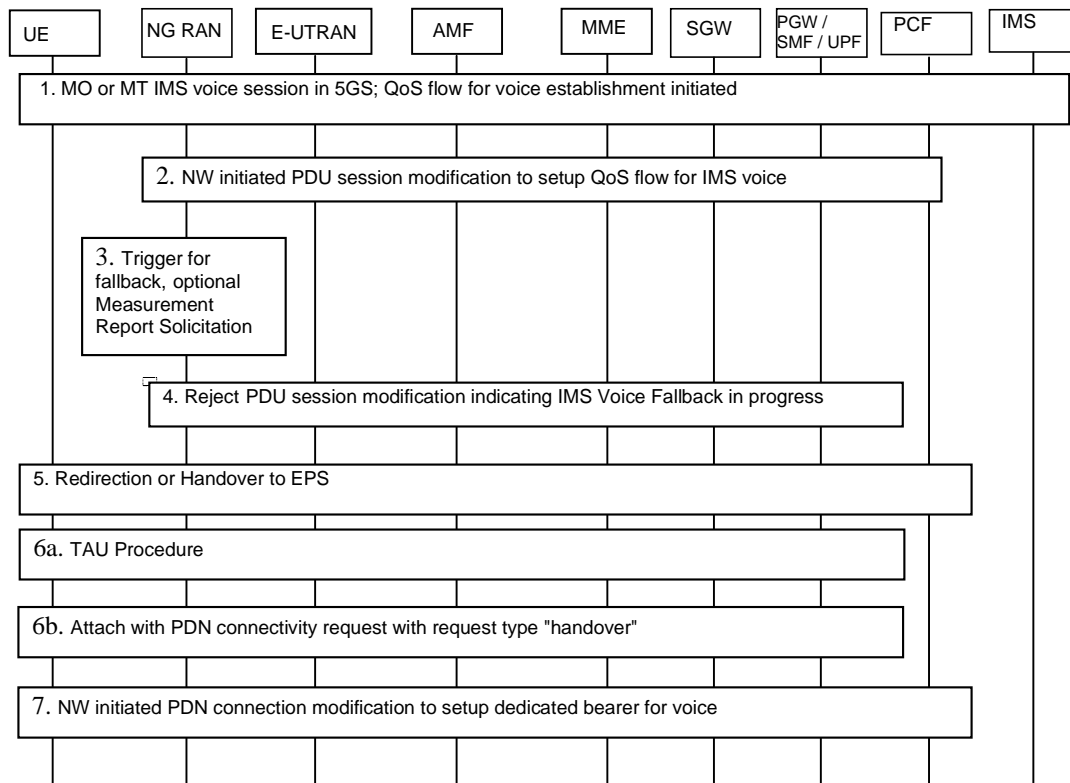 UE
NG RAN
E-UTRAN
AMF
MME
SGW
PGW /
SMF / UPF
PCF
IMS
1. MO or MT IMS voice session in 5GS; QoS flow for voice establishment initiated
2. NW initiated PDU session modification to setup QoS flow for IMS voice
3. Trigger for
fallback, optional
Measurement
Report Solicitation
4. Reject PDU session modification indicating IMS Voice Fallback in progress
5. Redirection or Handover to EPS
6a. TAU Procedure
6b. Attach with PDN connectivity request with request type "handover"
7. NW initiated PDN connection modification to setup dedicated bearer for voice